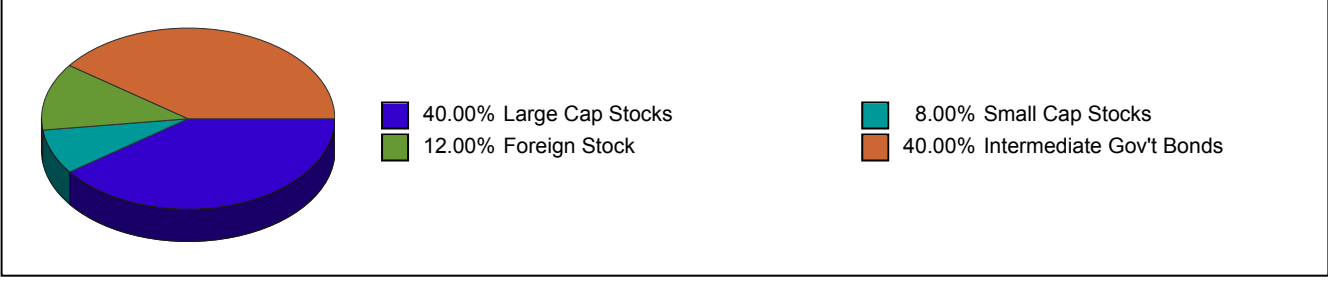 40.00% Large Cap Stocks
8.00% Small Cap Stocks
12.00% Foreign Stock
40.00% Intermediate Gov't Bonds